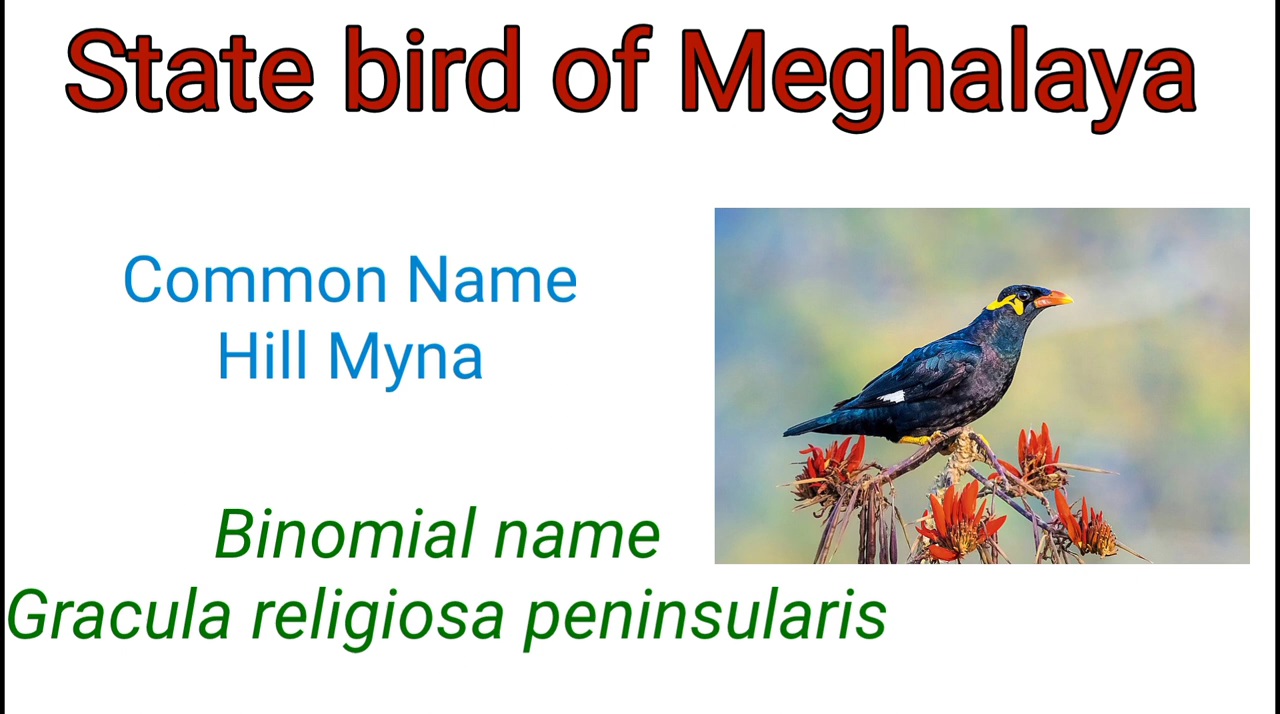 State bird of Meghalaya
Common Name
Hill Myna
Binomial name
Gracula religiosa peninsularis